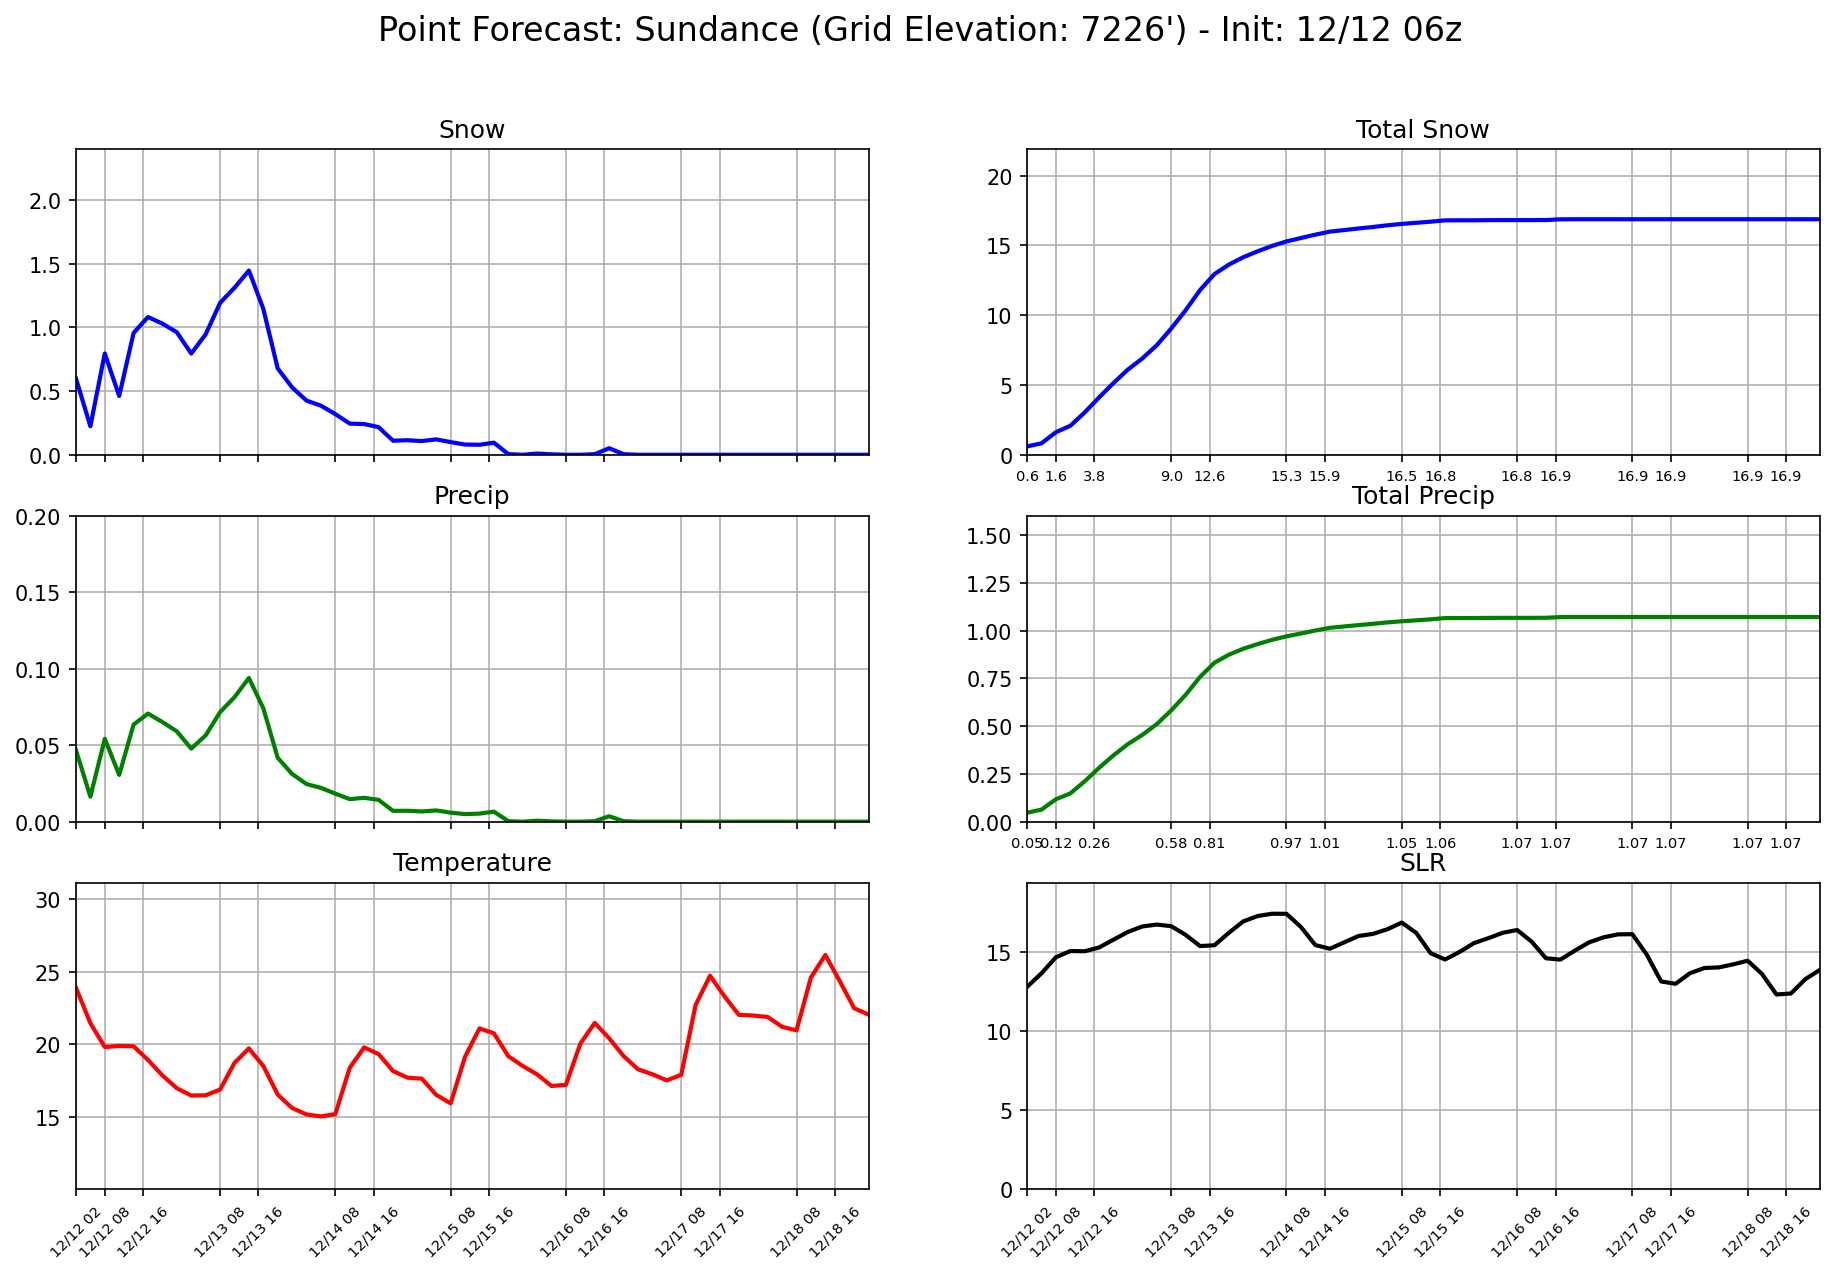 Point Forecast: Sundance (Grid Elevation: 7226') - Init: 12/12 06z
Snow
2.0
1.5
1.0
0.5
0.0
Total Snow
20
15
10
5
0
0.6 1.6 3.8 9.0 12.6 15.3 15.9 16.5 16.8 16.8 16.9 16.9 16.9 16.9 16.9
Precip
0.20
0.15
0.10
0.05
0.00
Total Precip
1.50
1.25
1.00
0.75
0.50
0.25
0.00
0.05 0.12 0.26 0.58 0.81 0.97 1.01 1.05 1.06 1.07 1.07 1.07 1.07 1.07 1.07
Temperature
30
25
20
15
12/12 02 12/12 08 12/12 16 12/13 08 12/13 16 12/14 08 12/14 16 12/15 08 12/15 16 12/16 08 12/16 16 12/17 08 12/17 16 12/18 08 12/18 16
SLR
15
10
5
0
12/12 02 12/12 08 12/12 16 12/13 08 12/13 16 12/14 08 12/14 16 12/15 08 12/15 16 12/16 08 12/16 16 12/17 08 12/17 16 12/18 08 12/18 16